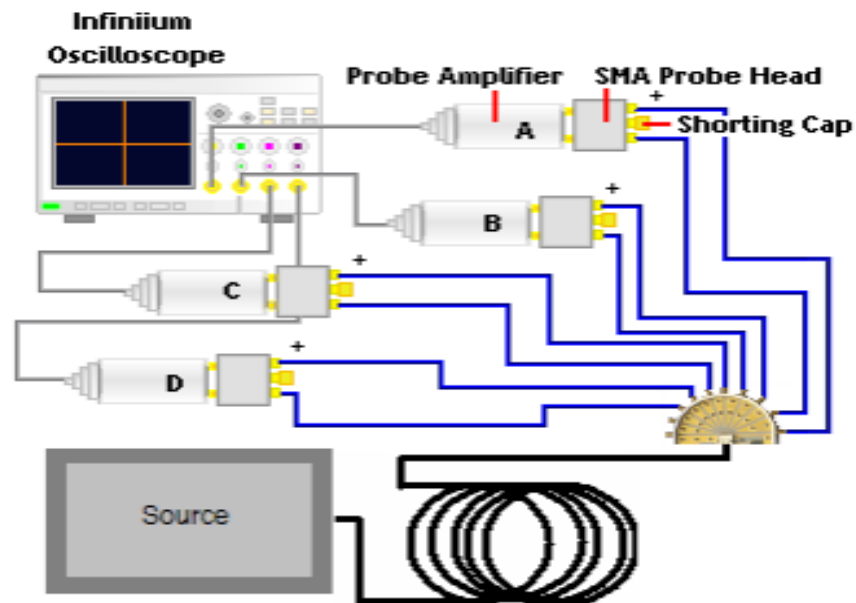 Infiniium
Oscilloscope
Probe Amplifier
SMA Probe Head
+
A
Shorting Cap
+
B
+
C
+
D
Source